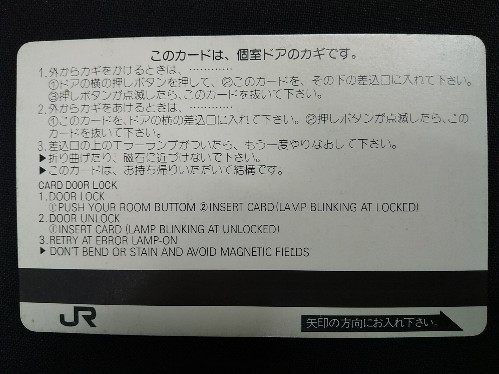 このカードは、個室ドアのカギです。
1.外からカギをかけるときは、…………
①ドアの横の押しボタンを押して、②このカードを、その下の差込口に入れて下さい。
③押しボタンが点滅したら、このカードを抜いて下さい。
2.外からカギをあけるときは、…………
①このカードを、ドアの横の差込口に入れて下さい。②押しボタンが点滅したら、この
カードを抜いて下さい。
3.差込口の上のエラーランプがついたら、もう一度やりなおして下さい。
▶折り曲げたり、磁石に近づけないで下さい。
▶このカードは、お持ち帰りいただいて結構です。
CARD DOOR LOCK
1.DOOR LOCK
①PUSH YOUR ROOM BUTTOM ②INSERT CARD(LAMP BLINKING AT LOCKED)
2.DOOR UNLOCK
①INSERT CARD (LAMP BLINKING AT UNLOCKED)
3.RETRY AT ERROR LAMP-ON
▶ DON'T BEND OR STAIN AND AVOID MAGNETIC FIELDS
JR
矢印の方向にお入れ下さい。